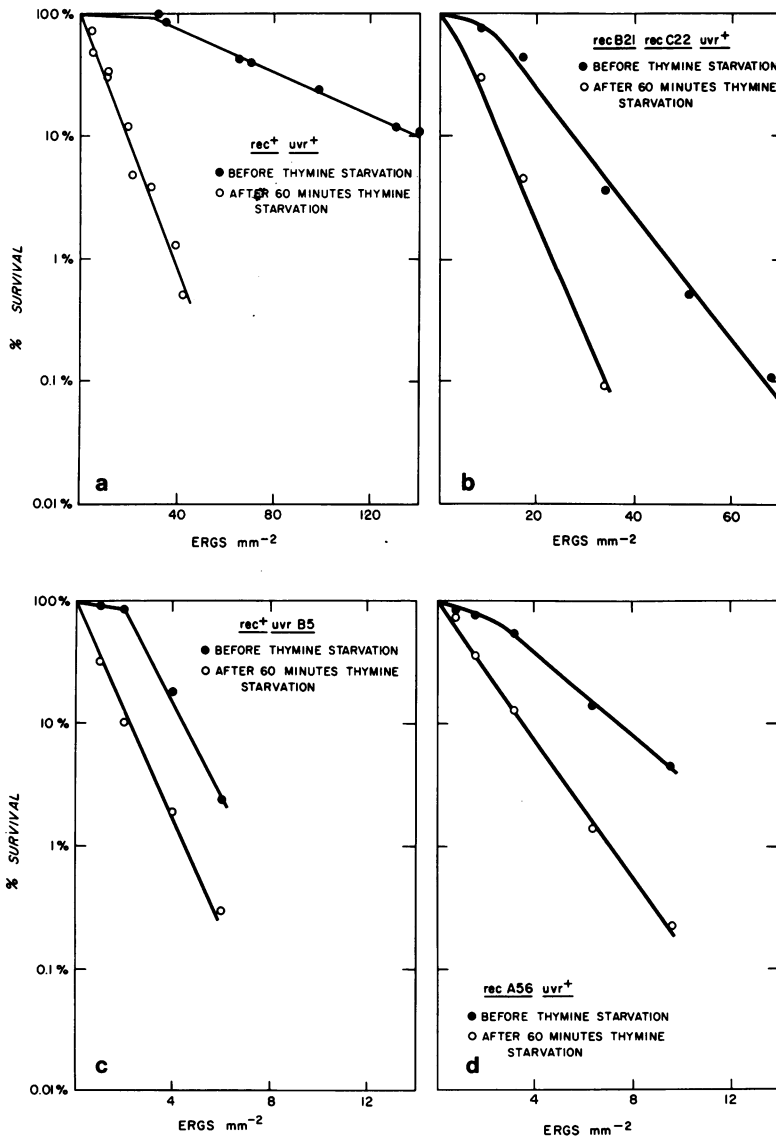 100%
10%
1%
0.1%
0.01%
% SURVIVAL
rec+ uvr+
● BEFORE THYMINE STARVATION
○ AFTER 60 MINUTES THYMINE
STARVATION
a
40 80 120
ERGS mm⁻²
rec B21 rec C22 uvr+
● BEFORE THYMINE STARVATION
○ AFTER 60 MINUTES THYMINE
STARVATION
b
20 40 60
ERGS mm⁻²
100%
10%
1%
0.1%
0.01%
% SURVIVAL
rec+ uvr B5
● BEFORE THYMINE STARVATION
○ AFTER 60 MINUTES THYMINE
STARVATION
c
4 8 12
ERGS mm⁻²
rec A56 uvr+
● BEFORE THYMINE STARVATION
○ AFTER 60 MINUTES THYMINE
STARVATION
d
4 8 12
ERGS mm⁻²